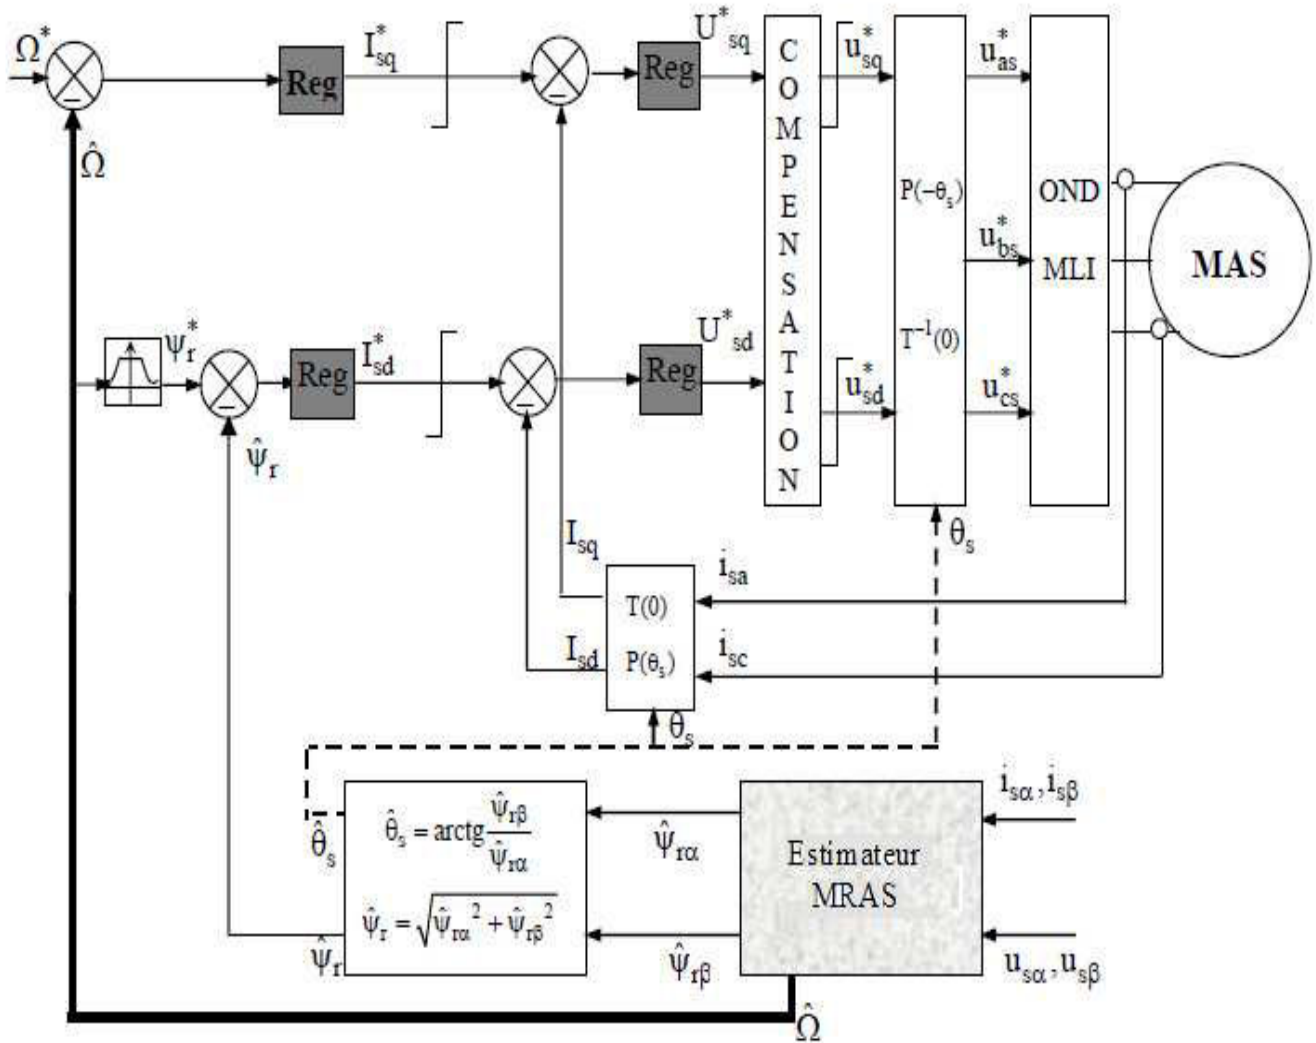 Ω*
Reg
I*sq
Reg
U*sq
COMPENSATION
u*sq
u*as
Ω̂
P(−θs)
OND
u*bs
MLI
MAS
T⁻¹(0)
ψ*r
Reg
I*sd
Reg
U*sd
u*sd
u*cs
ψ̂r
θs
Isq
isa
T(0)
Isd
P(θs)
isc
θs
isα, isβ
θ̂s = arctg ψ̂rβ / ψ̂rα
θ̂s
ψ̂rα
Estimateur
MRAS
ψ̂r = √(ψ̂rα² + ψ̂rβ²)
ψ̂r
ψ̂rβ
usα, usβ
Ω̂